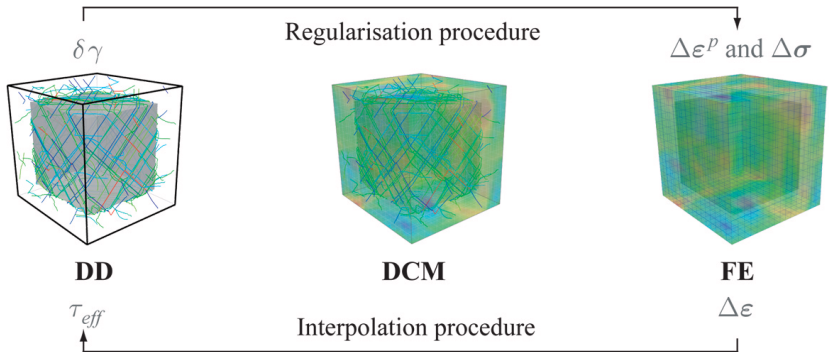 Regularisation procedure
δγ
Δε^p and Δσ
DD
DCM
FE
τ_eff
Δε
Interpolation procedure